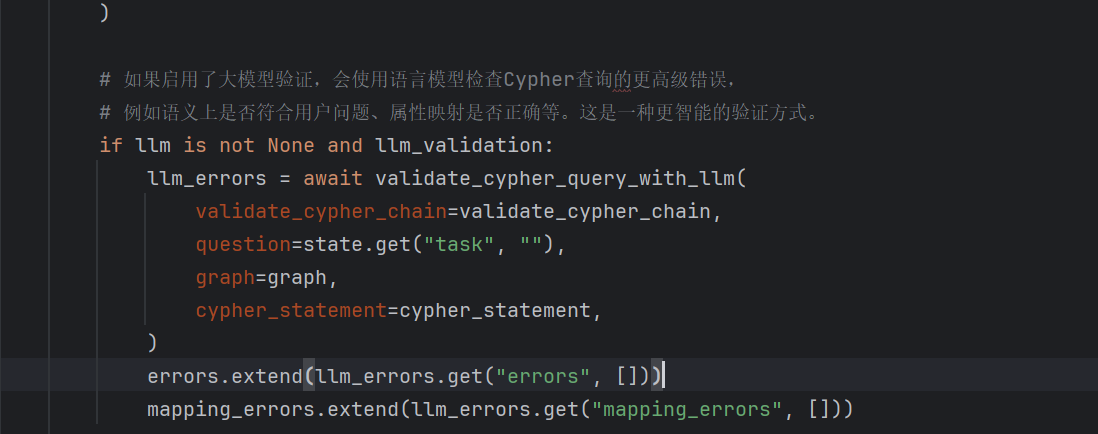 )
# 如果启用了大模型验证，会使用语言模型检查Cypher查询的更高级错误，
# 例如语义上是否符合用户问题、属性映射是否正确等。这是一种更智能的验证方式。
if llm is not None and llm_validation:
llm_errors = await validate_cypher_query_with_llm(
validate_cypher_chain=validate_cypher_chain,
question=state.get("task", ""),
graph=graph,
cypher_statement=cypher_statement,
)
errors.extend(llm_errors.get("errors", []))
mapping_errors.extend(llm_errors.get("mapping_errors", []))